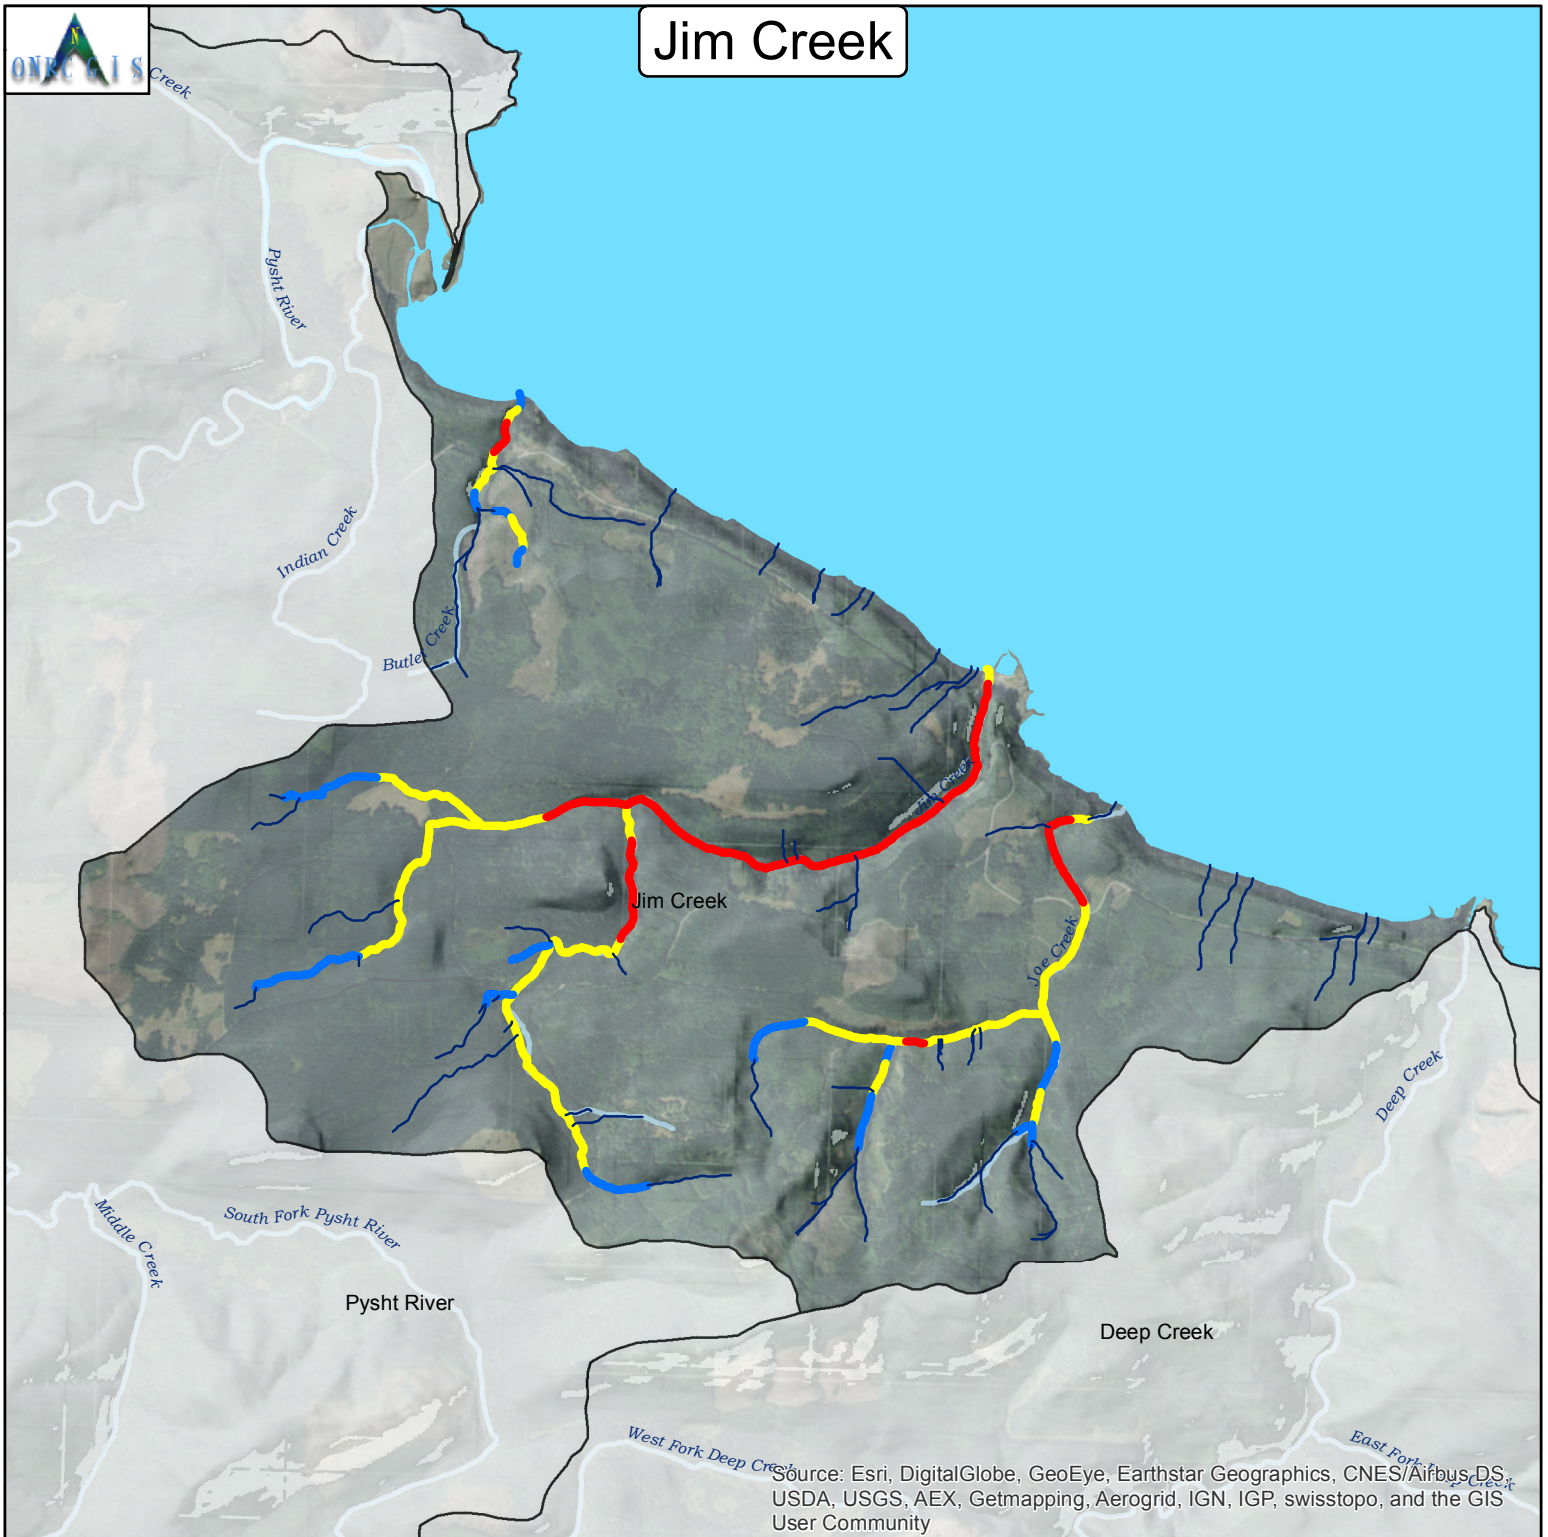 Jim Creek
N
ONRC GIS
Creek
Pysht River
Indian Creek
Butler Creek
Jim Creek
Jim Creek
Joe Creek
Deep Creek
Middle Creek
South Fork Pysht River
Pysht River
Deep Creek
West Fork Deep Creek
East Fork Deep Creek
Source: Esri, DigitalGlobe, GeoEye, Earthstar Geographics, CNES/Airbus DS,
USDA, USGS, AEX, Getmapping, Aerogrid, IGN, IGP, swisstopo, and the GIS
User Community